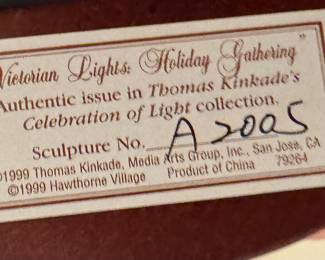 Victorian Lights: Holiday Gathering"
Authentic issue in Thomas Kinkade's
Celebration of Light collection.
Sculpture No. A2005
©1999 Thomas Kinkade, Media Arts Group, Inc., San Jose, CA
©1999 Hawthorne Village Product of China 79264